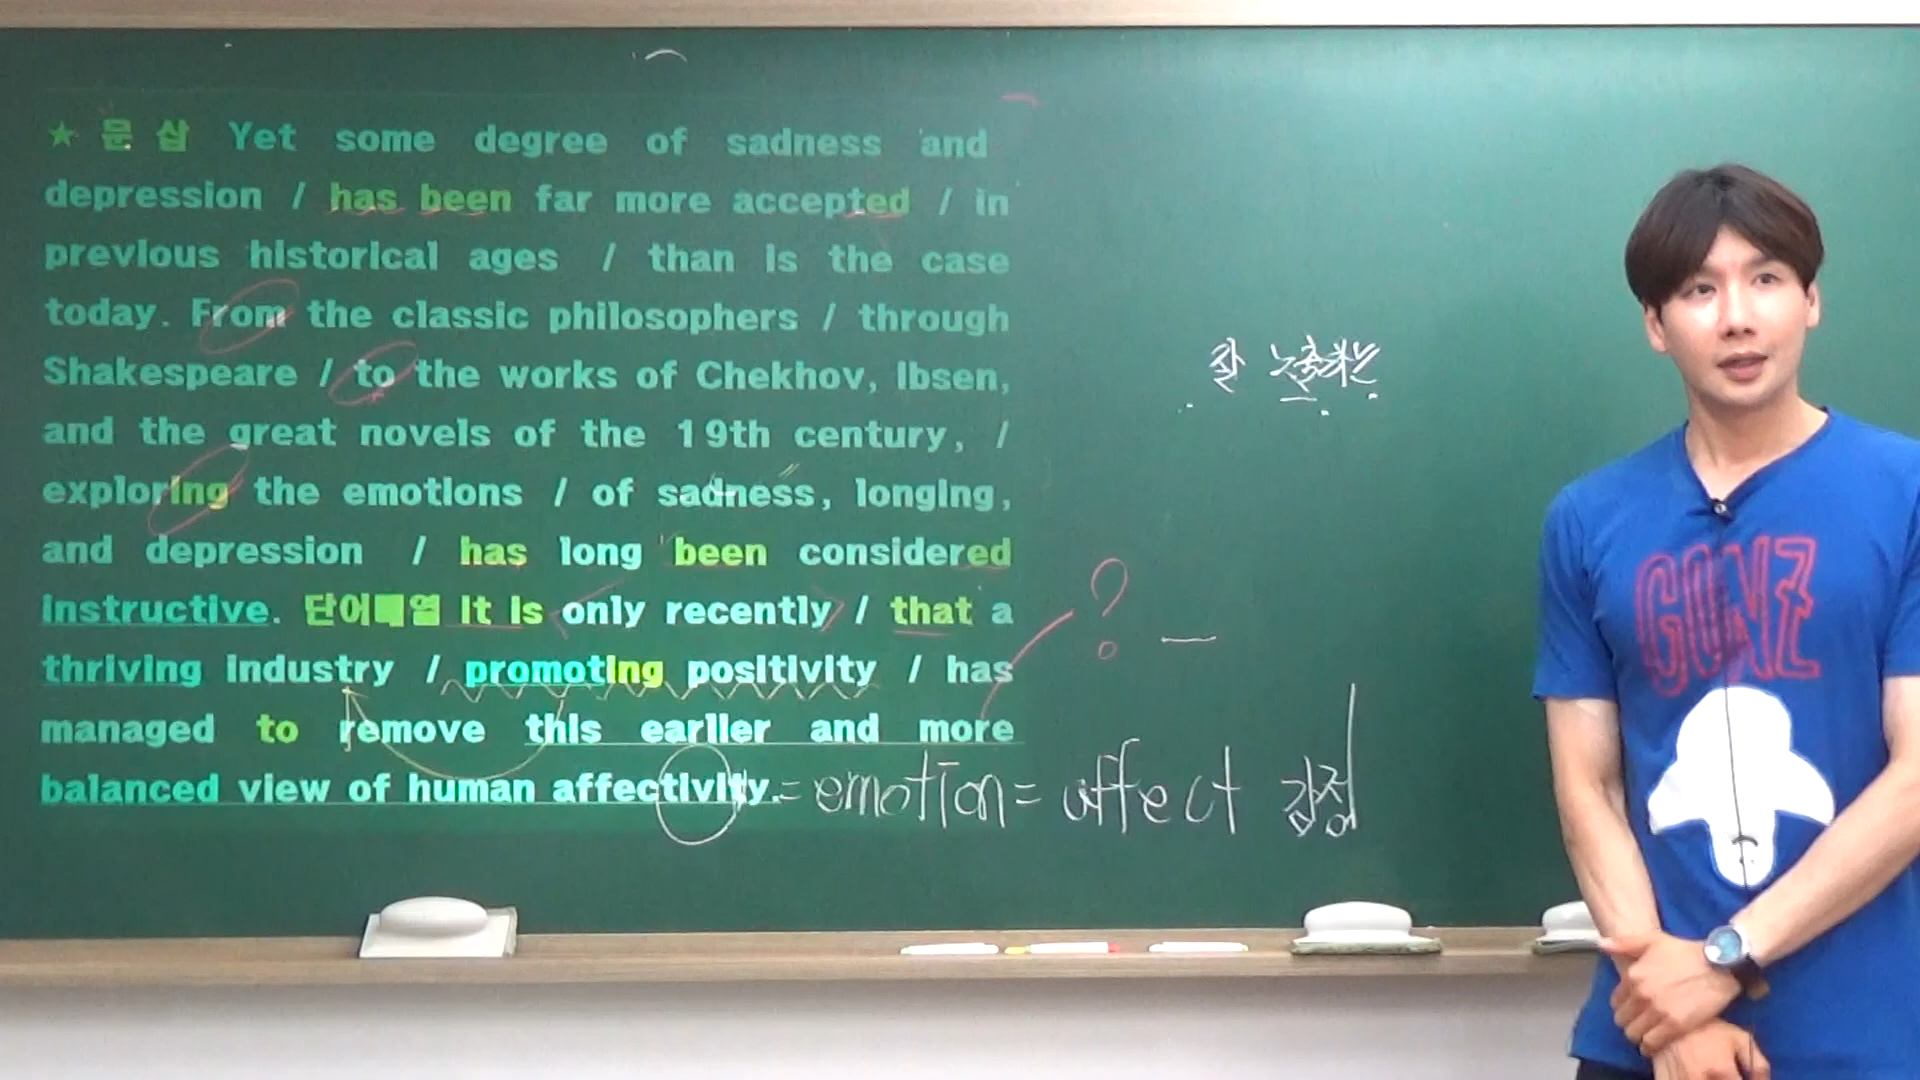 ★ 문 삽 Yet some degree of sadness and
depression / has been far more accepted / in
previous historical ages / than is the case
today. From the classic philosophers / through
Shakespeare / to the works of Chekhov, Ibsen,
and the great novels of the 19th century, /
exploring the emotions / of sadness, longing,
and depression / has long been considered
instructive. 단어배열 It is only recently / that a
thriving industry / promoting positivity / has
managed to remove this earlier and more
balanced view of human affectivity.
?
= emotion = affect 감정
GONZ